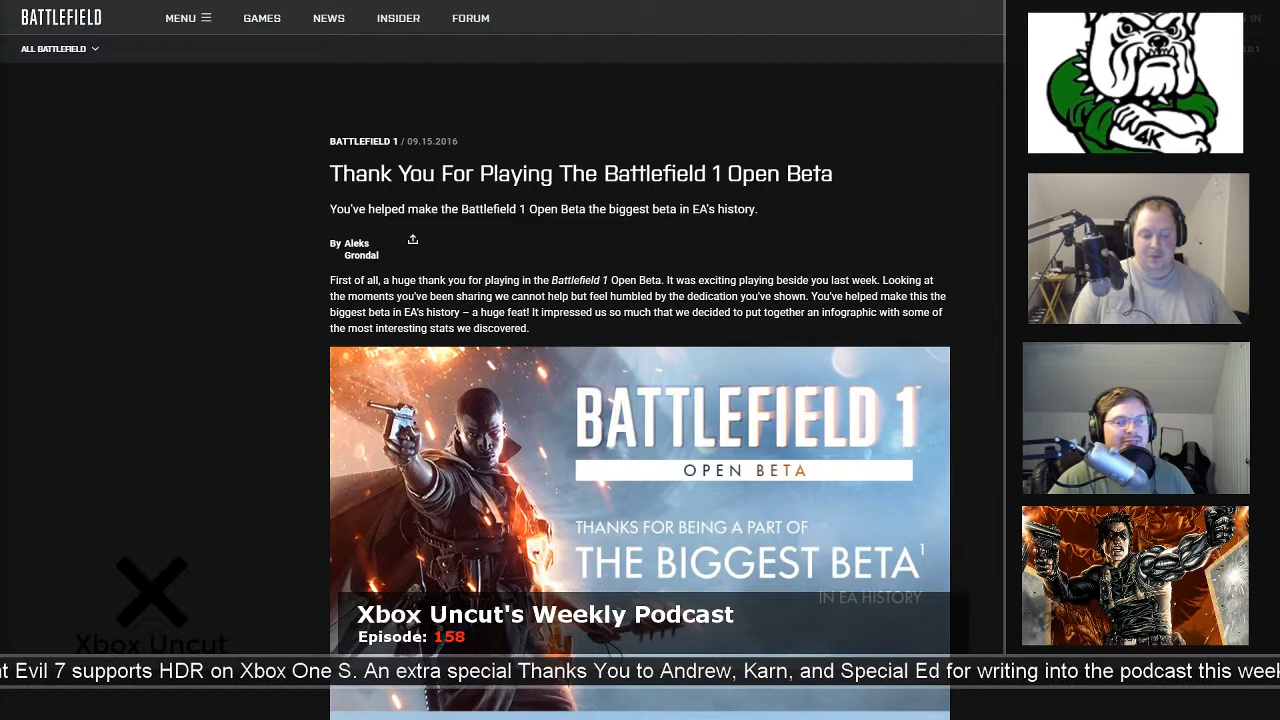 BATTLEFIELD
MENU
GAMES
NEWS
INSIDER
FORUM
IN
ALL BATTLEFIELD
BATTLEFIELD 1 / 09.15.2016
Thank You For Playing The Battlefield 1 Open Beta
You've helped make the Battlefield 1 Open Beta the biggest beta in EA's history.
By Aleks
Grondal
First of all, a huge thank you for playing in the Battlefield 1 Open Beta. It was exciting playing beside you last week. Looking at
the moments you've been sharing we cannot help but feel humbled by the dedication you've shown. You've helped make this the
biggest beta in EA's history – a huge feat! It impressed us so much that we decided to put together an infographic with some of
the most interesting stats we discovered.
BATTLEFIELD 1
OPEN BETA
THANKS FOR BEING A PART OF
THE BIGGEST BETA¹
IN EA HISTORY
4K
Xbox Uncut's Weekly Podcast
Episode: 158
Xbox Uncut
t Evil 7 supports HDR on Xbox One S. An extra special Thanks You to Andrew, Karn, and Special Ed for writing into the podcast this week